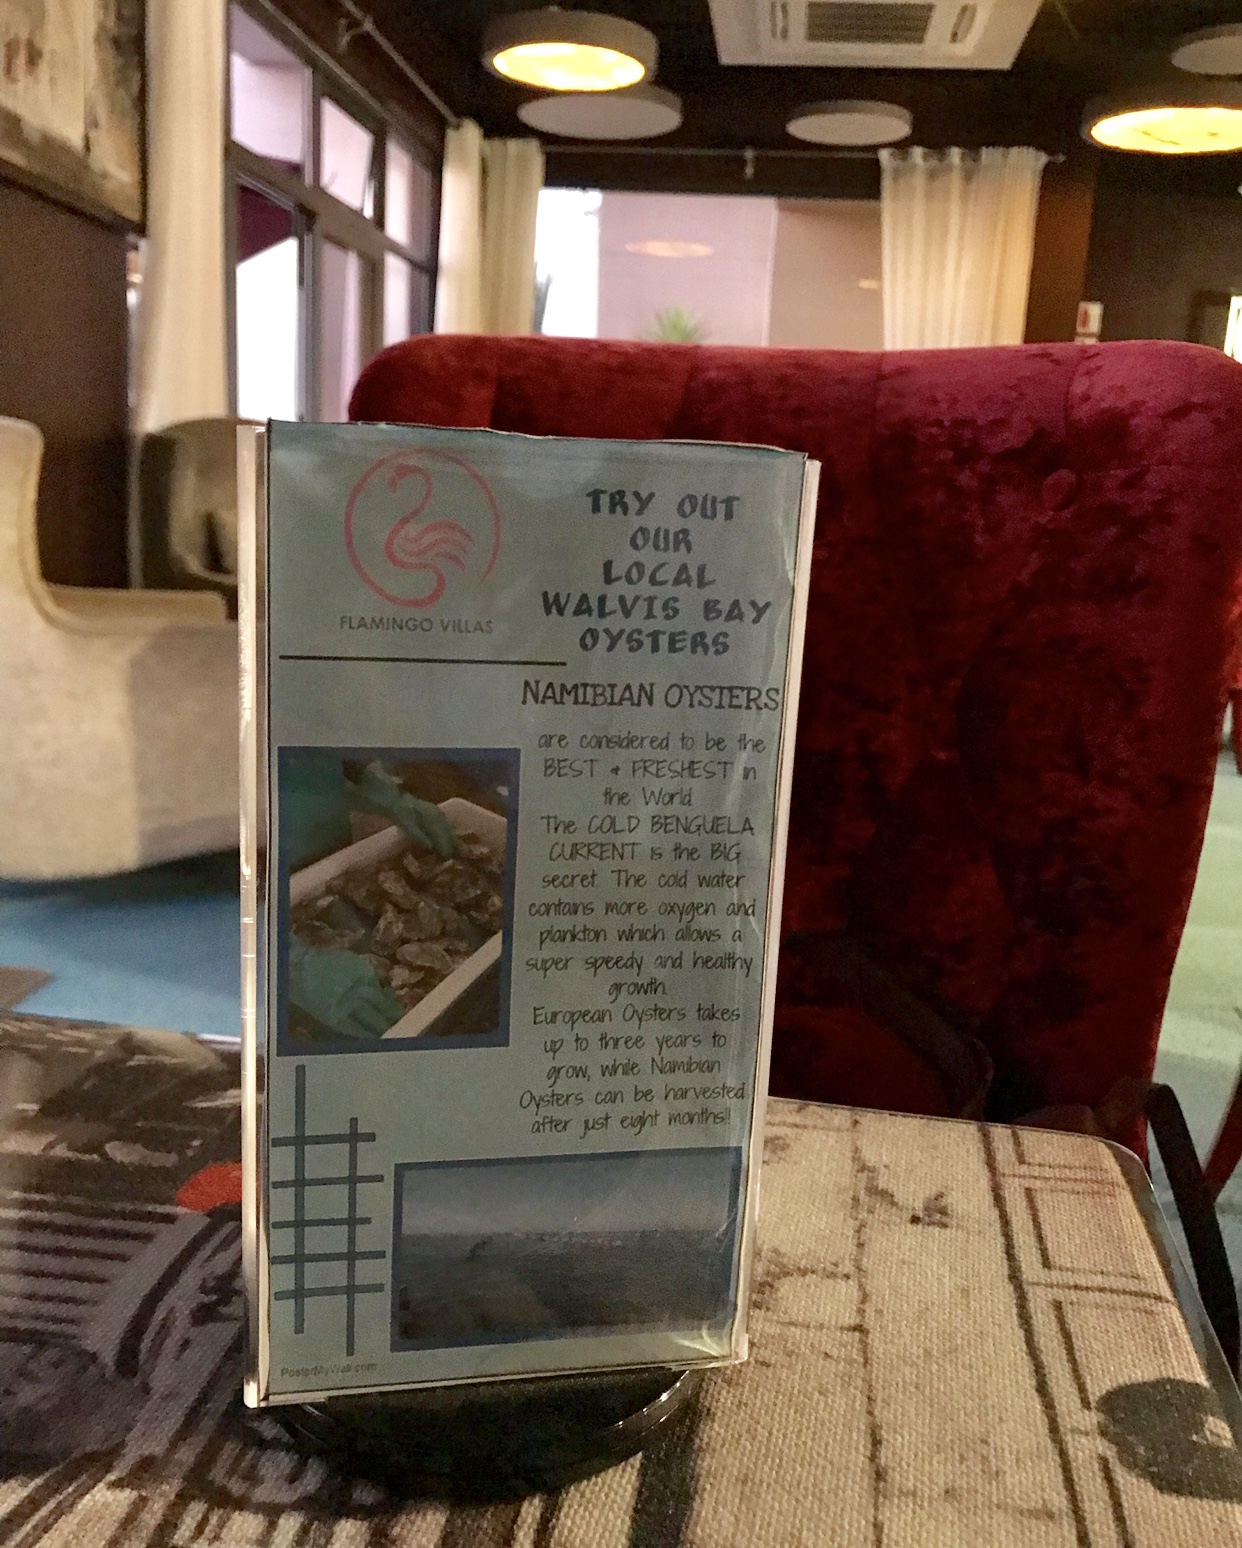 FLAMINGO VILLAS
TRY OUT
OUR
LOCAL
WALVIS BAY
OYSTERS
NAMIBIAN OYSTERS
are considered to be the
BEST + FRESHEST in
the World
The COLD BENGUELA
CURRENT is the BIG
secret. The cold water
contains more oxygen and
plankton which allows a
super speedy and healthy
growth.
European Oysters takes
up to three years to
grow, while Namibian
Oysters can be harvested
after just eight months!!
PosterMyWall.com